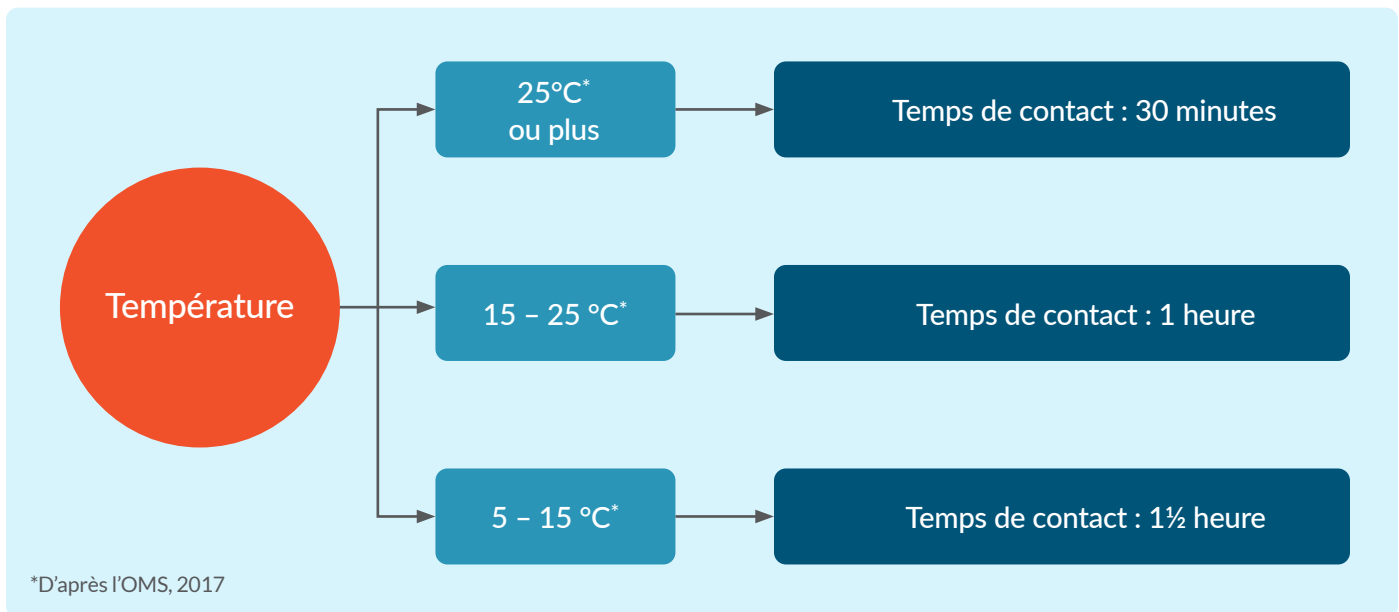 25°C*
ou plus
Temps de contact : 30 minutes
Température
15 – 25 °C*
Temps de contact : 1 heure
5 – 15 °C*
Temps de contact : 1½ heure
*D’après l’OMS, 2017